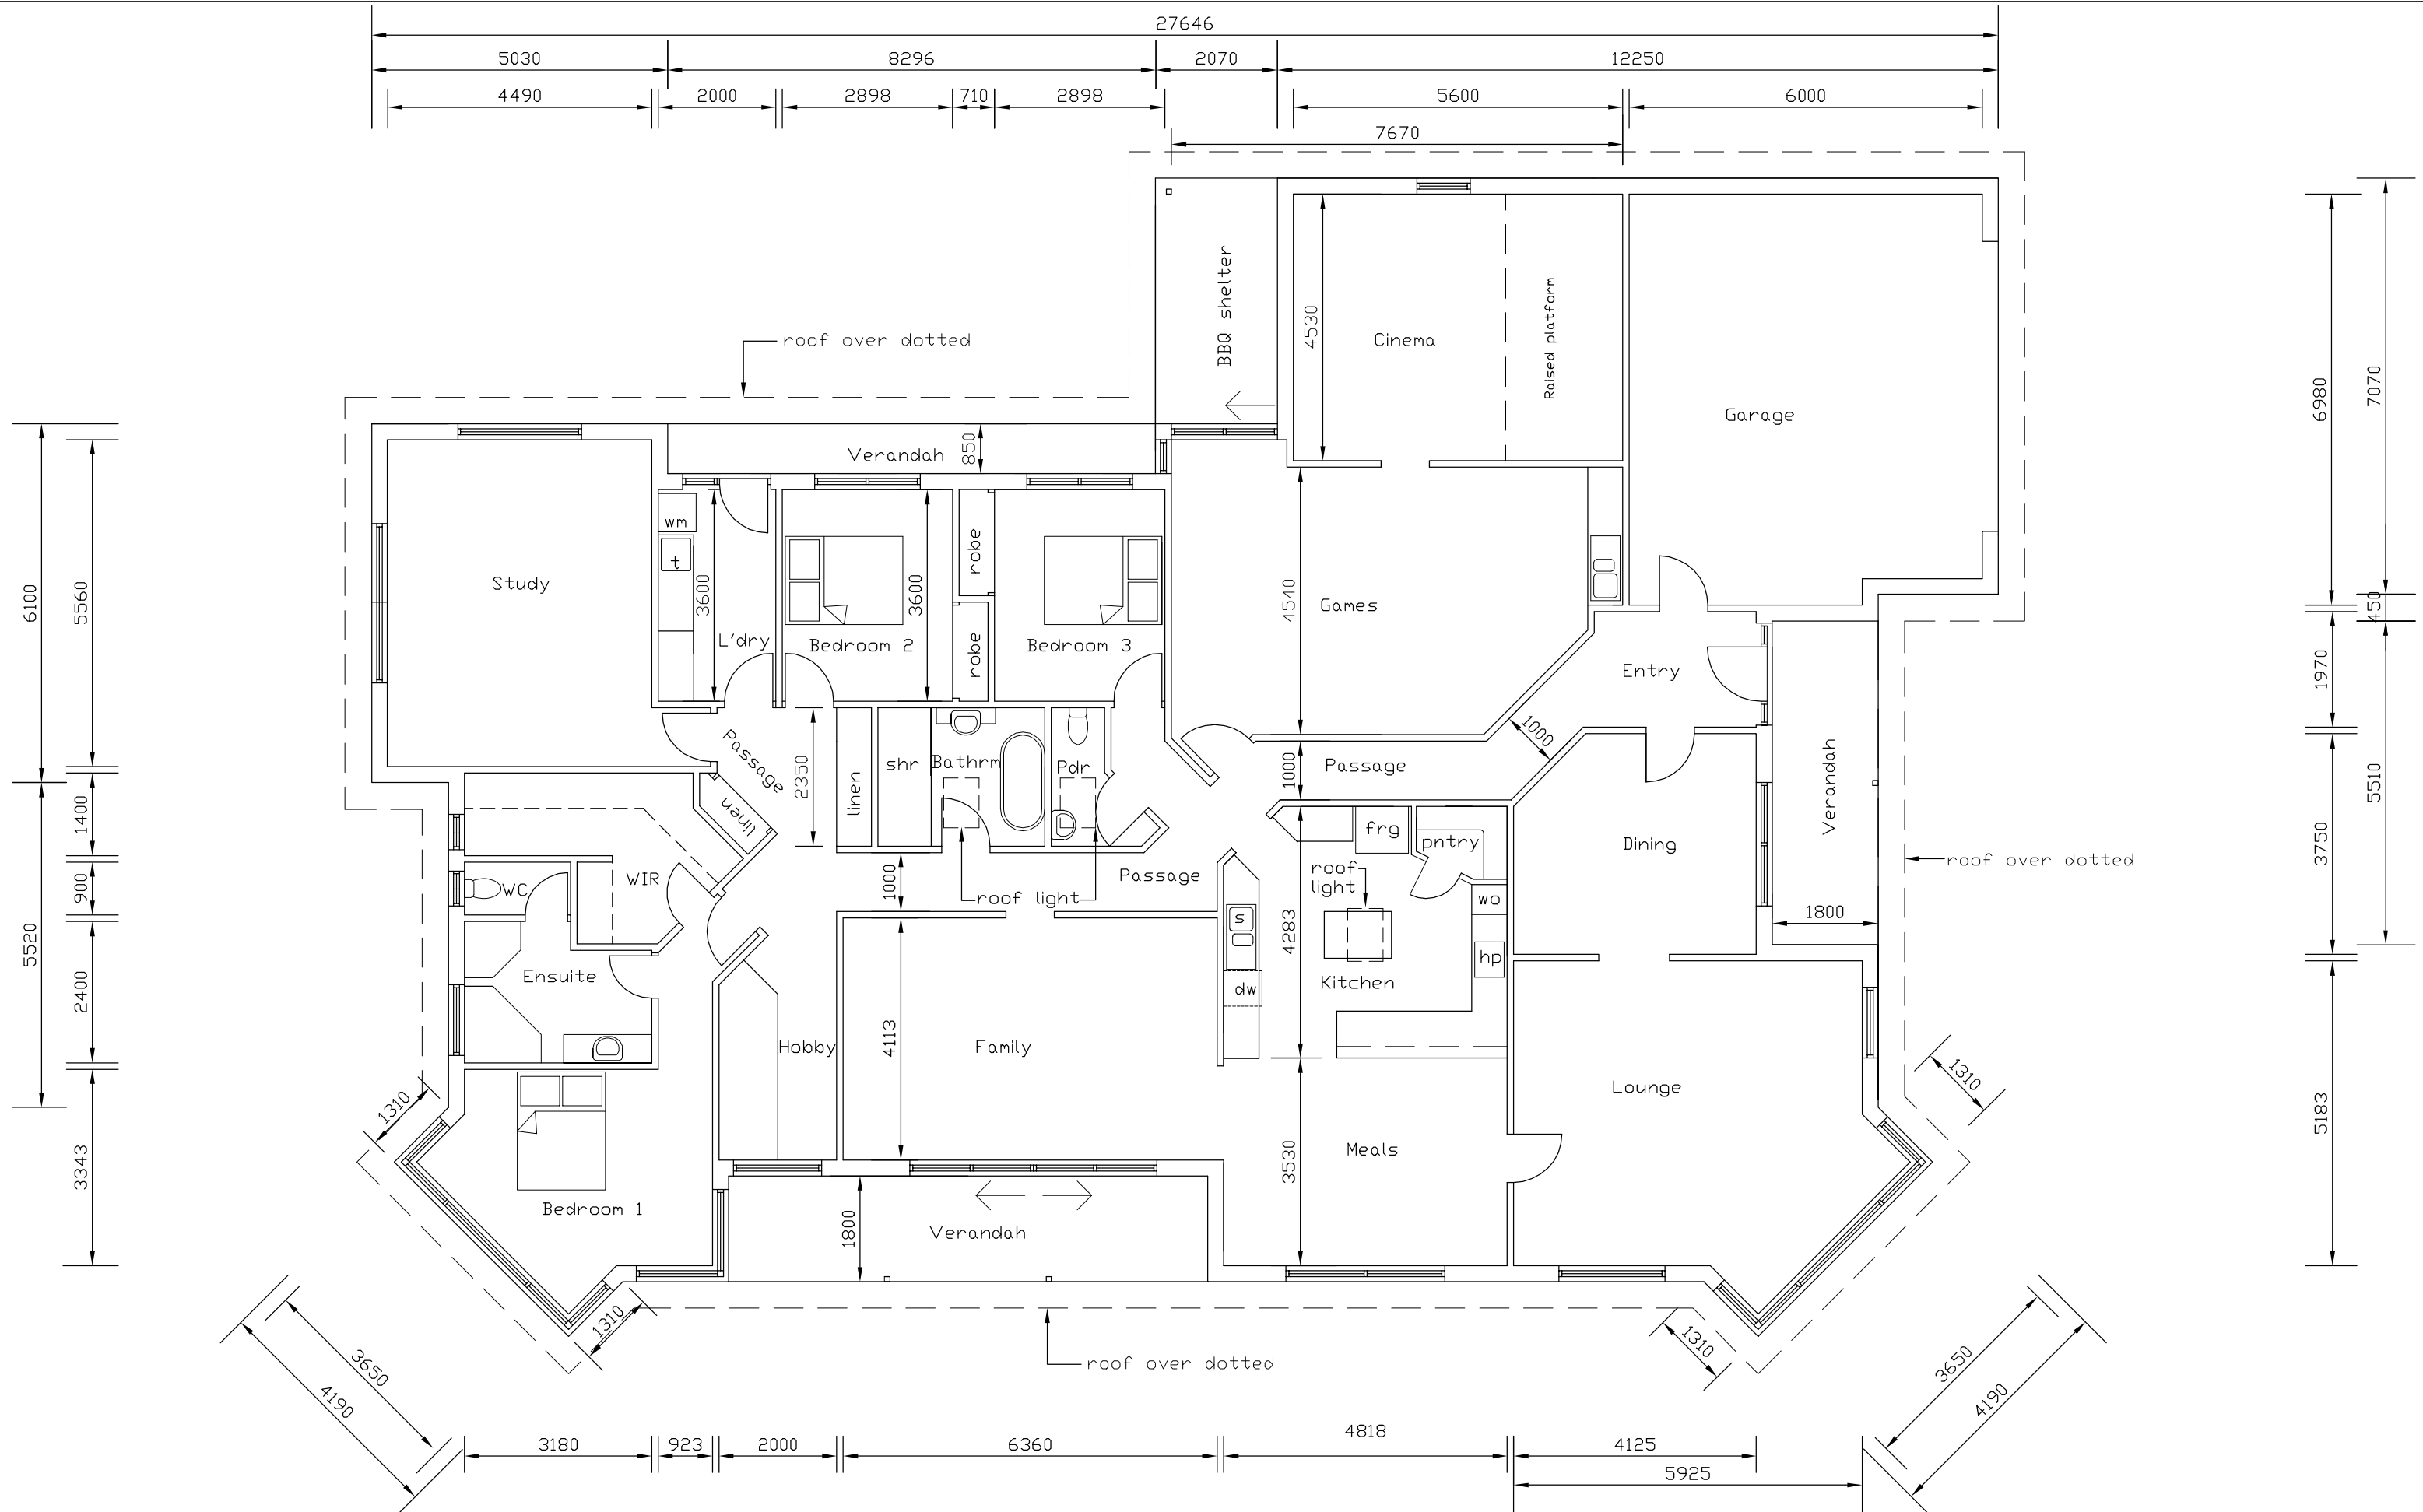 27646
5030 8296 2070 12250
4490 2000 2898 710 2898 5600 6000
7670
BBQ shelter
4530
Cinema
Raised platform
Garage
roof over dotted
6980
7070
Verandah
850
6100
5560
Study
wm
t
3600
L'dry
3600
Bedroom 2
robe
robe
Bedroom 3
4540
Games
Entry
1970
450
5510
Passage
2350
linen
shr
Bathrm
Pdr
1000
Passage
1000
Verandah
linen
1400
frg
pntry
Dining
3750
roof over dotted
900
WC
WIR
1000
roof light
Passage
roof
light
wo
1800
5520
2400
Ensuite
s
4283
hp
Kitchen
dw
Hobby
4113
Family
Lounge
1310
1310
5183
3343
Bedroom 1
3530
Meals
1800
Verandah
1310
1310
roof over dotted
3650
4190
3650
4190
3180 923 2000 6360 4818 4125
5925